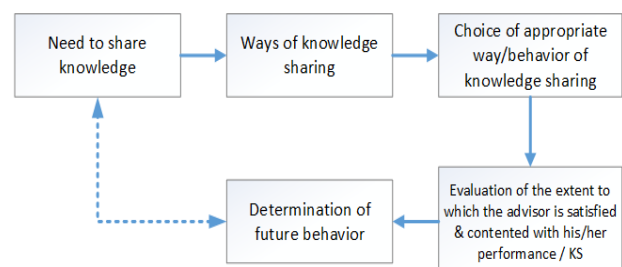 Need to share
knowledge
Ways of knowledge
sharing
Choice of appropriate
way/behavior of
knowledge sharing
Evaluation of the extent to
which the advisor is satisfied
& contented with his/her
performance / KS
Determination of
future behavior